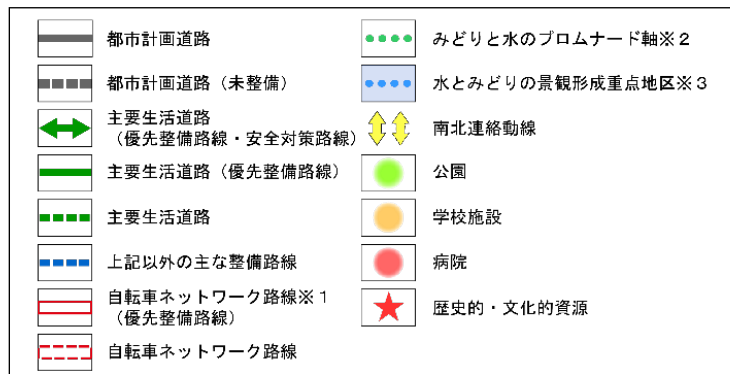 都市計画道路
都市計画道路（未整備）
主要生活道路
（優先整備路線・安全対策路線）
主要生活道路（優先整備路線）
主要生活道路
上記以外の主な整備路線
自転車ネットワーク路線※１
（優先整備路線）
自転車ネットワーク路線
みどりと水のプロムナード軸※２
水とみどりの景観形成重点地区※３
南北連絡動線
公園
学校施設
病院
歴史的・文化的資源